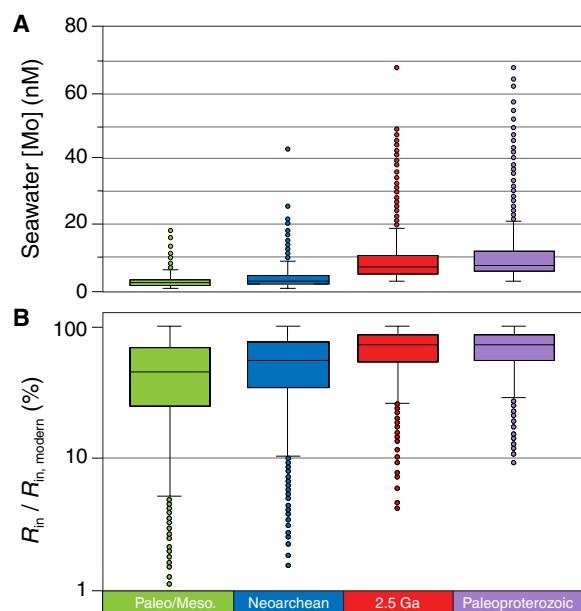 A
Seawater [Mo] (nM)
80
60
40
20
0
B
R_in / R_in, modern (%)
100
10
1
Paleo/Meso.
Neoarchean
2.5 Ga
Paleoproterozoic